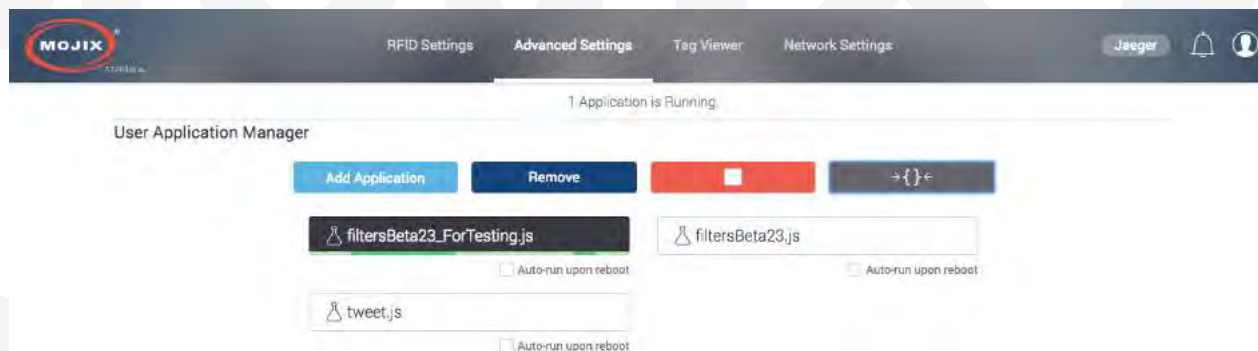 MOJIX
RFID Settings Advanced Settings Tag Viewer Network Settings Jaeger
1 Application is Running.
User Application Manager
Add Application Remove →{}←
filtersBeta23_ForTesting.js filtersBeta23.js
Auto-run upon reboot Auto-run upon reboot
tweet.js
Auto-run upon reboot